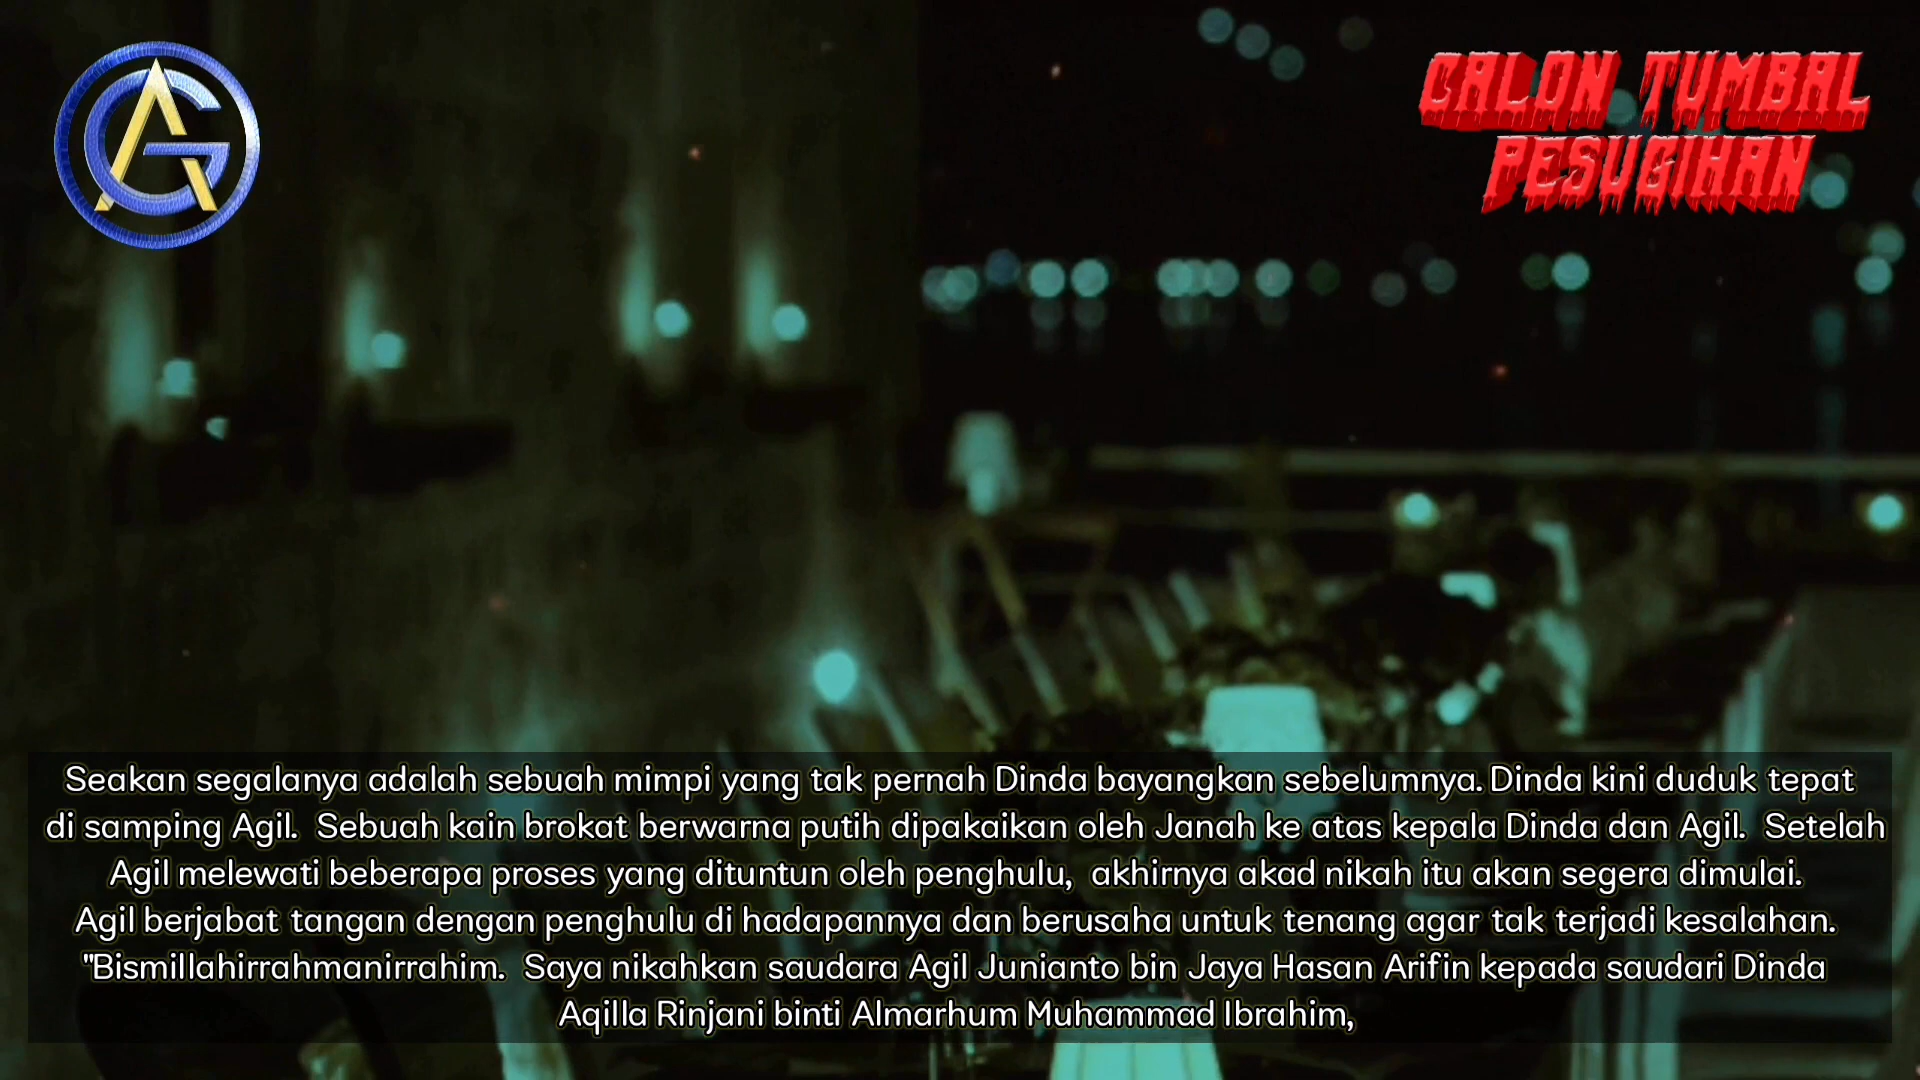 CALON TUMBAL
PESUGIHAN
Seakan segalanya adalah sebuah mimpi yang tak pernah Dinda bayangkan sebelumnya. Dinda kini duduk tepat
di samping Agil. Sebuah kain brokat berwarna putih dipakaikan oleh Janah ke atas kepala Dinda dan Agil. Setelah
Agil melewati beberapa proses yang dituntun oleh penghulu, akhirnya akad nikah itu akan segera dimulai.
Agil berjabat tangan dengan penghulu di hadapannya dan berusaha untuk tenang agar tak terjadi kesalahan.
"Bismillahirrahmanirrahim. Saya nikahkan saudara Agil Junianto bin Jaya Hasan Arifin kepada saudari Dinda
Aqilla Rinjani binti Almarhum Muhammad Ibrahim,